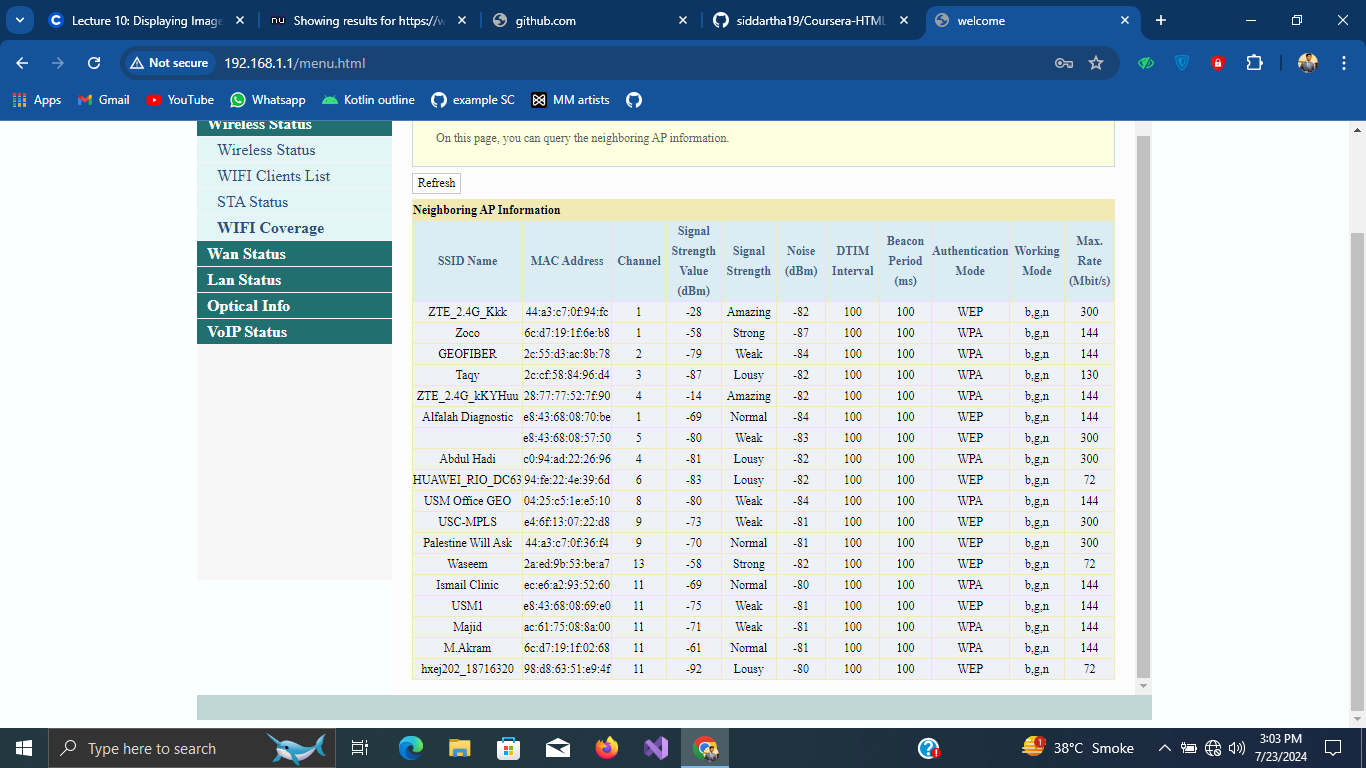 Lecture 10: Displaying Image
Showing results for https://w
github.com
siddartha19/Coursera-HTML
welcome
Not secure
192.168.1.1/menu.html
Apps
Gmail
YouTube
Whatsapp
Kotlin outline
example SC
MM artists
Wireless Status
Wireless Status
WIFI Clients List
STA Status
WIFI Coverage
Wan Status
Lan Status
Optical Info
VoIP Status
On this page, you can query the neighboring AP information.
Refresh
Neighboring AP Information
SSID Name MAC Address Channel Signal Strength Value (dBm) Signal Strength Noise (dBm) DTIM Interval Beacon Period (ms) Authentication Mode Working Mode Max. Rate (Mbit/s)
ZTE_2.4G_Kkk 44:a3:c7:0f:94:fc 1 -28 Amazing -82 100 100 WEP b,g,n 300
Zoco 6c:d7:19:1f:6e:b8 1 -58 Strong -87 100 100 WPA b,g,n 144
GEOFIBER 2c:55:d3:ac:8b:78 2 -79 Weak -84 100 100 WPA b,g,n 144
Taqy 2c:cf:58:84:96:d4 3 -87 Lousy -82 100 100 WPA b,g,n 130
ZTE_2.4G_kKYHuu 28:77:77:52:7f:90 4 -14 Amazing -82 100 100 WPA b,g,n 144
Alfalah Diagnostic e8:43:68:08:70:be 1 -69 Normal -84 100 100 WEP b,g,n 144
e8:43:68:08:57:50 5 -80 Weak -83 100 100 WEP b,g,n 300
Abdul Hadi c0:94:ad:22:26:96 4 -81 Lousy -82 100 100 WPA b,g,n 300
HUAWEI_RIO_DC63 94:fe:22:4e:39:6d 6 -83 Lousy -82 100 100 WEP b,g,n 72
USM Office GEO 04:25:c5:1e:e5:10 8 -80 Weak -84 100 100 WPA b,g,n 144
USC-MPLS e4:6f:13:07:22:d8 9 -73 Weak -81 100 100 WEP b,g,n 300
Palestine Will Ask 44:a3:c7:0f:36:f4 9 -70 Normal -81 100 100 WEP b,g,n 300
Waseem 2a:ed:9b:53:be:a7 13 -58 Strong -82 100 100 WEP b,g,n 72
Ismail Clinic ec:e6:a2:93:52:60 11 -69 Normal -80 100 100 WPA b,g,n 144
USM1 e8:43:68:08:69:e0 11 -75 Weak -81 100 100 WEP b,g,n 144
Majid ac:61:75:08:8a:00 11 -71 Weak -81 100 100 WPA b,g,n 144
M.Akram 6c:d7:19:1f:02:68 11 -61 Normal -81 100 100 WPA b,g,n 144
hxej202_18716320 98:d8:63:51:e9:4f 11 -92 Lousy -80 100 100 WEP b,g,n 72
Type here to search
38°C Smoke
3:03 PM
7/23/2024